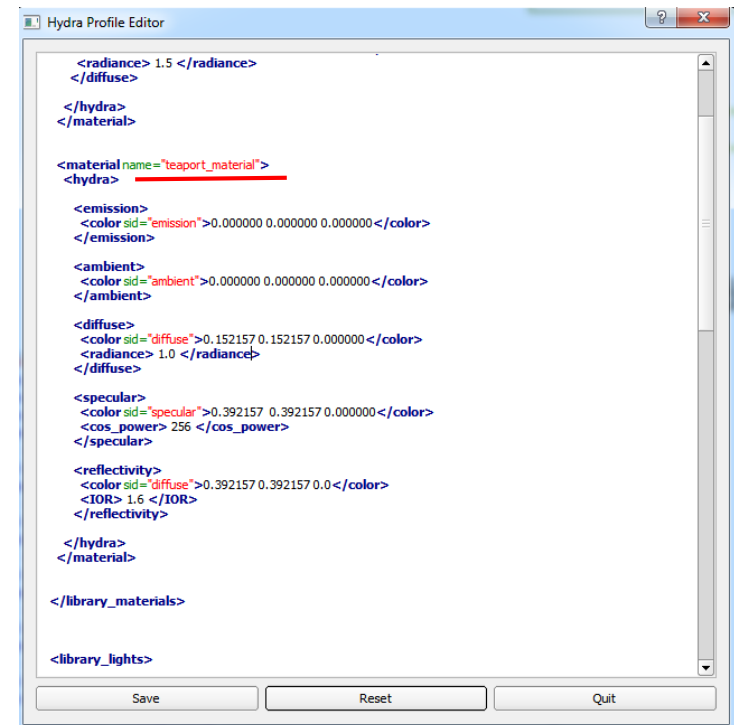 Hydra Profile Editor
<radiance> 1.5 </radiance>
</diffuse>
</hydra>
</material>
<material name="teaport_material">
<hydra>
<emission>
<color sid="emission">0.000000 0.000000 0.000000</color>
</emission>
<ambient>
<color sid="ambient">0.000000 0.000000 0.000000</color>
</ambient>
<diffuse>
<color sid="diffuse">0.152157 0.152157 0.000000</color>
<radiance> 1.0 </radiance>
</diffuse>
<specular>
<color sid="specular">0.392157  0.392157 0.000000</color>
<cos_power> 256 </cos_power>
</specular>
<reflectivity>
<color sid="diffuse">0.392157 0.392157 0.0</color>
<IOR> 1.6 </IOR>
</reflectivity>
</hydra>
</material>
</library_materials>
<library_lights>
Save Reset Quit